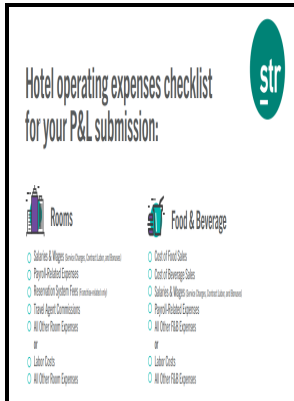 str
Hotel operating expenses checklist
for your P&L submission:
Rooms
Salaries & Wages (Service Charges, Contract Labor, and Bonuses)
Payroll-Related Expenses
Reservation System Fees (Franchise-related only)
Travel Agent Commissions
All Other Room Expenses
or
Labor Costs
All Other Room Expenses
Food & Beverage
Cost of Food Sales
Cost of Beverage Sales
Salaries & Wages (Service Charges, Contract Labor, and Bonuses)
Payroll-Related Expenses
All Other F&B Expenses
or
Labor Costs
All Other F&B Expenses